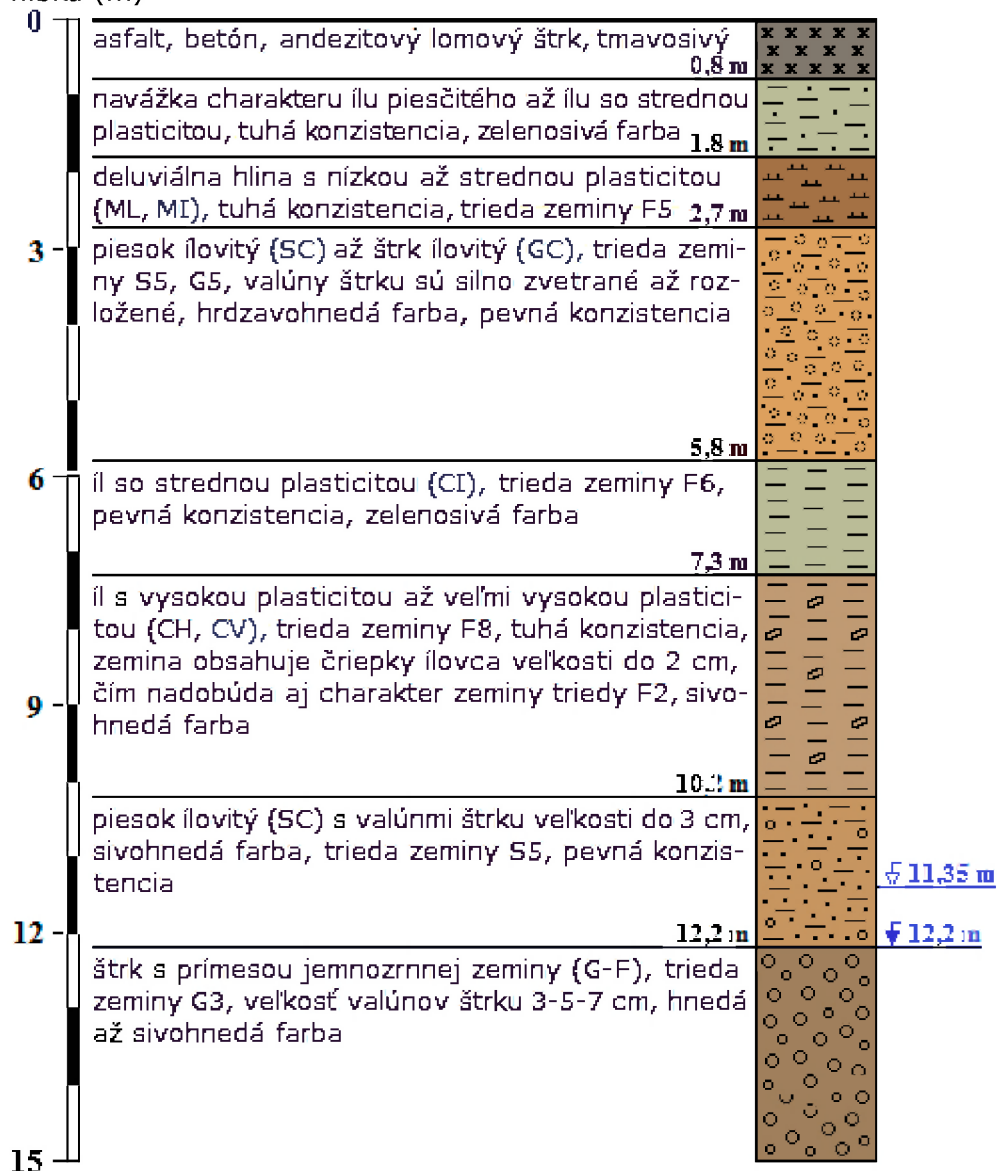 0
asfalt, betón, andezitový lomový štrk, tmavosivý
0,8 m
navážka charakteru ílu piesčitého až ílu so strednou
plasticitou, tuhá konzistencia, zelenosivá farba
1.8 m
deluviálna hlina s nízkou až strednou plasticitou
(ML, MI), tuhá konzistencia, trieda zeminy F5
2,7 m
3
piesok ílovitý (SC) až štrk ílovitý (GC), trieda zemi-
ny S5, G5, valúny štrku sú silno zvetrané až roz-
ložené, hrdzavohnedá farba, pevná konzistencia
5,8 m
6
íl so strednou plasticitou (CI), trieda zeminy F6,
pevná konzistencia, zelenosivá farba
7,3 m
íl s vysokou plasticitou až veľmi vysokou plastici-
tou (CH, CV), trieda zeminy F8, tuhá konzistencia,
zemina obsahuje čriepky ílovca veľkosti do 2 cm,
čím nadobúda aj charakter zeminy triedy F2, sivo-
9
hnedá farba
piesok ílovitý (SC) s valúnmi štrku veľkosti do 3 cm,
sivohnedá farba, trieda zeminy S5, pevná konzis-
tencia
11,35 m
12
12,2 m
12,2 m
štrk s prímesou jemnozrnnej zeminy (G-F), trieda
zeminy G3, veľkosť valúnov štrku 3-5-7 cm, hnedá
až sivohnedá farba
15